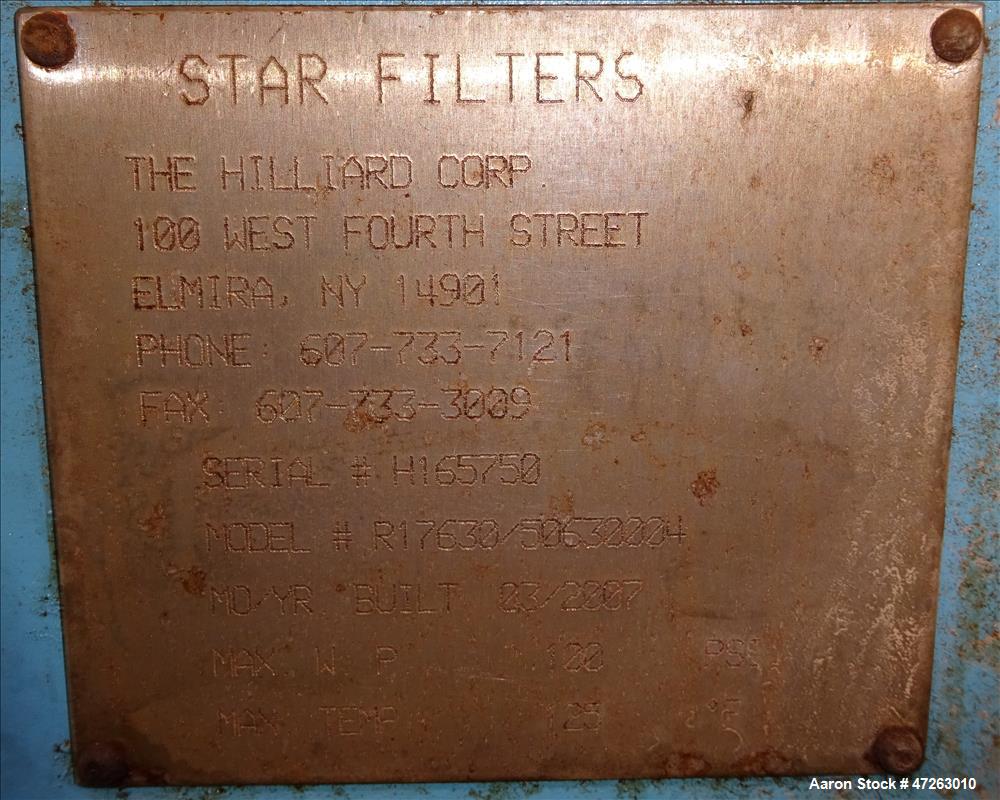 STAR FILTERS
THE HILLIARD CORP.
100 WEST FOURTH STREET
ELMIRA, NY 14901
PHONE: 607-733-7121
FAX: 607-733-3009
SERIAL # H165750
MODEL # R17630/50630004
MO/YR. BUILT 03/2007
MAX. W. P. 100 PSI
MAX. TEMP. 125 °F
Aaron Stock # 47263010